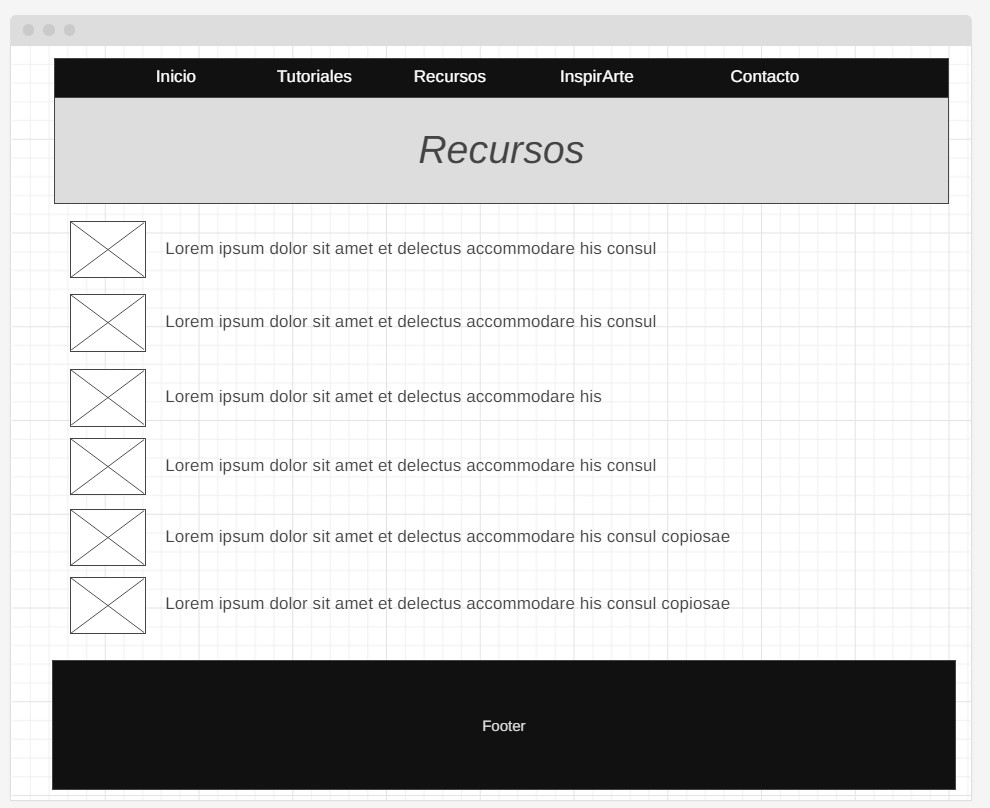 Inicio Tutoriales Recursos InspirArte Contacto
Recursos
Lorem ipsum dolor sit amet et delectus accommodare his consul
Lorem ipsum dolor sit amet et delectus accommodare his consul
Lorem ipsum dolor sit amet et delectus accommodare his
Lorem ipsum dolor sit amet et delectus accommodare his consul
Lorem ipsum dolor sit amet et delectus accommodare his consul copiosae
Lorem ipsum dolor sit amet et delectus accommodare his consul copiosae
Footer